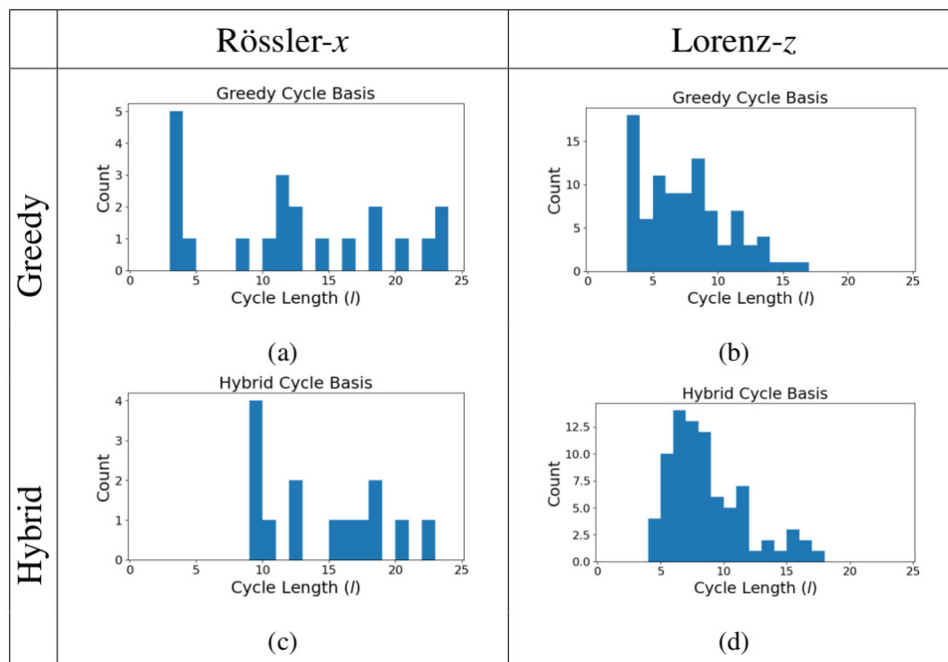 Rössler-x
Lorenz-z
Greedy
Greedy Cycle Basis
5
4
3
2
1
0
Count
0 5 10 15 20 25
Cycle Length (l)
(a)
Greedy Cycle Basis
15
10
5
0
Count
0 5 10 15 20 25
Cycle Length (l)
(b)
Hybrid
Hybrid Cycle Basis
4
3
2
1
0
Count
0 5 10 15 20 25
Cycle Length (l)
(c)
Hybrid Cycle Basis
12.5
10.0
7.5
5.0
2.5
0.0
Count
0 5 10 15 20 25
Cycle Length (l)
(d)